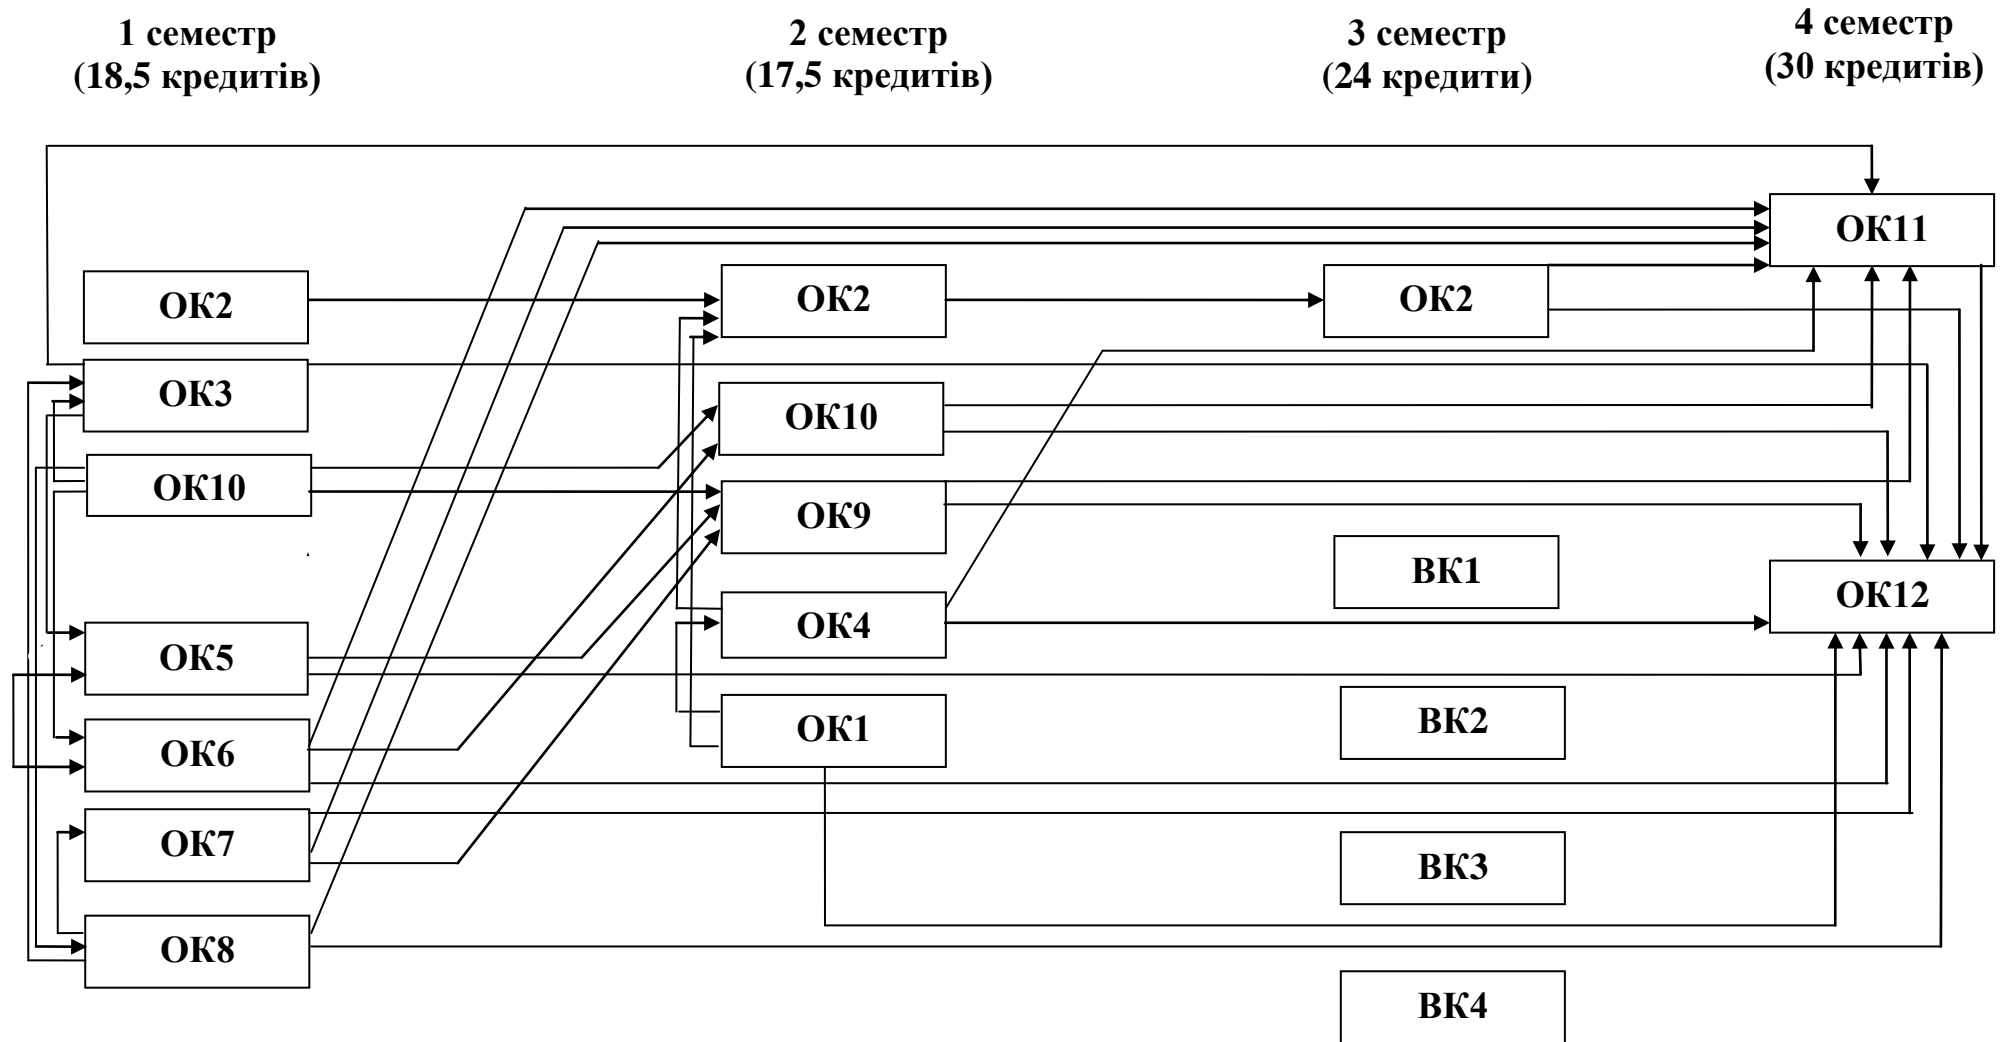 1 семестр
(18,5 кредитів)
2 семестр
(17,5 кредитів)
3 семестр
(24 кредити)
4 семестр
(30 кредитів)
ОК11
ОК2
ОК2
ОК2
ОК3
ОК10
ОК10
ОК9
ВК1
ОК12
ОК4
ОК5
ОК1
ВК2
ОК6
ОК7
ВК3
ОК8
ВК4